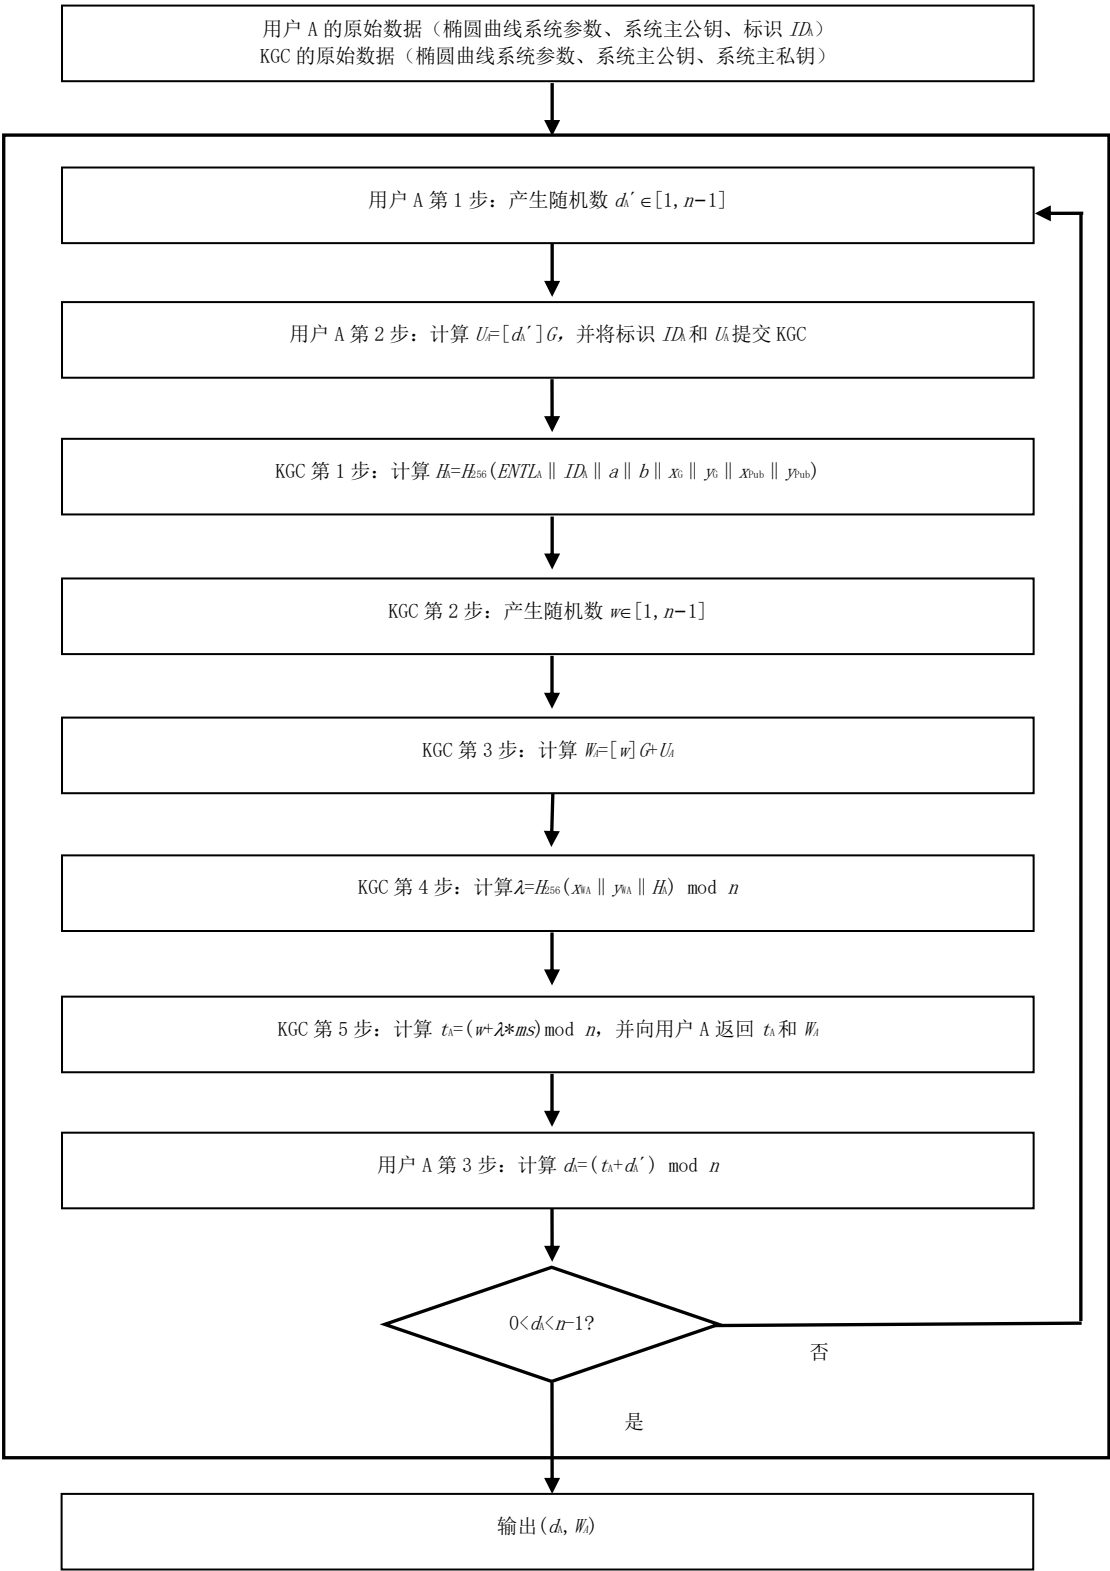 用户 A 的原始数据（椭圆曲线系统参数、系统主公钥、标识 IDA）
KGC 的原始数据（椭圆曲线系统参数、系统主公钥、系统主私钥）
用户 A 第 1 步：产生随机数 dA′∈[1,n−1]
用户 A 第 2 步：计算 UA=[dA′]G，并将标识 IDA和 UA提交 KGC
KGC 第 1 步：计算 HA=H256(ENTLA‖IDA‖a‖b‖xG‖yG‖xPub‖yPub)
KGC 第 2 步：产生随机数 w∈[1,n−1]
KGC 第 3 步：计算 WA=[w]G+UA
KGC 第 4 步：计算λ=H256(xWA‖yWA‖HA) mod n
KGC 第 5 步：计算 tA=(w+λ*ms)mod n，并向用户 A 返回 tA和 WA
用户 A 第 3 步：计算 dA=(tA+dA′) mod n
0<dA<n-1?
否
是
输出(dA,WA)